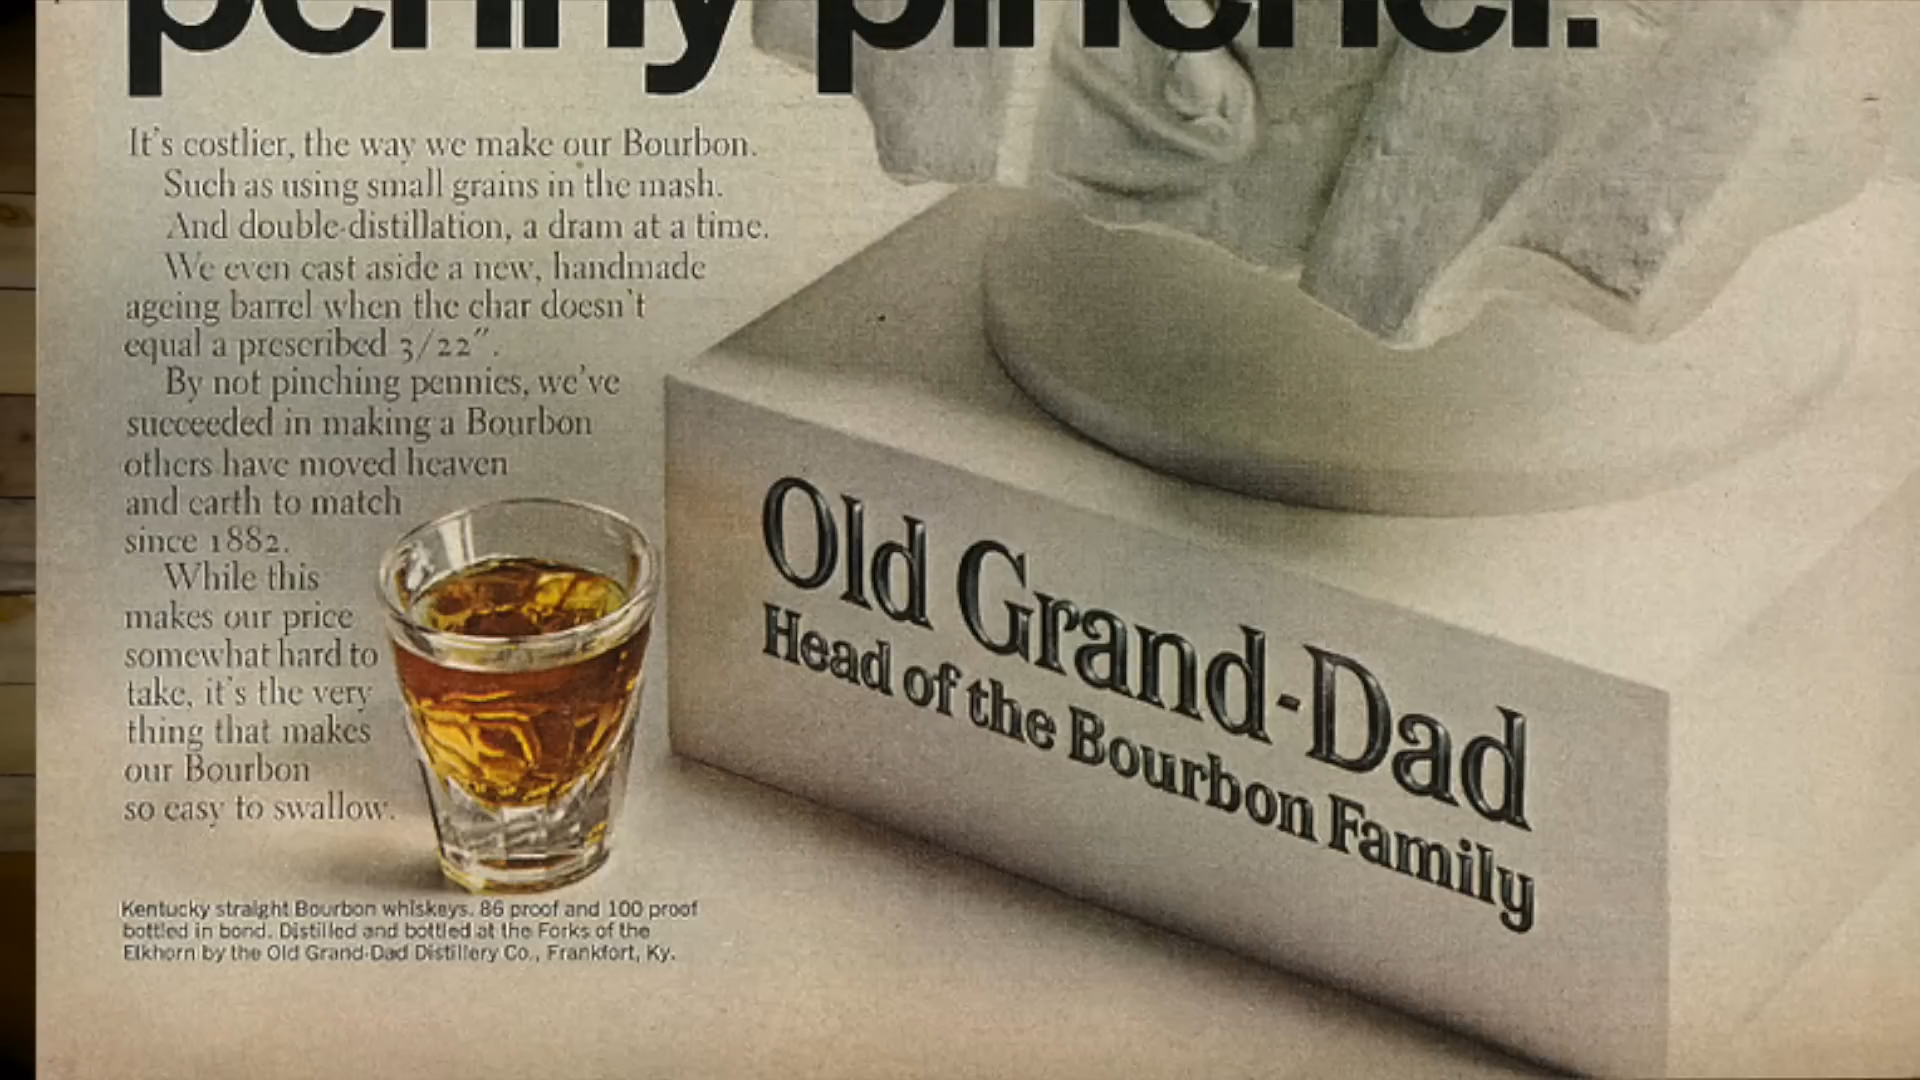 penny pincher.
It's costlier, the way we make our Bourbon.
Such as using small grains in the mash.
And double-distillation, a dram at a time.
We even cast aside a new, handmade
ageing barrel when the char doesn't
equal a prescribed 3/22".
By not pinching pennies, we've
succeeded in making a Bourbon
others have moved heaven
and earth to match
since 1882.
While this
makes our price
somewhat hard to
take, it's the very
thing that makes
our Bourbon
so easy to swallow.
Old Grand-Dad
Head of the Bourbon Family
Kentucky straight Bourbon whiskeys. 86 proof and 100 proof
bottled in bond. Distilled and bottled at the Forks of the
Elkhorn by the Old Grand-Dad Distillery Co., Frankfort, Ky.